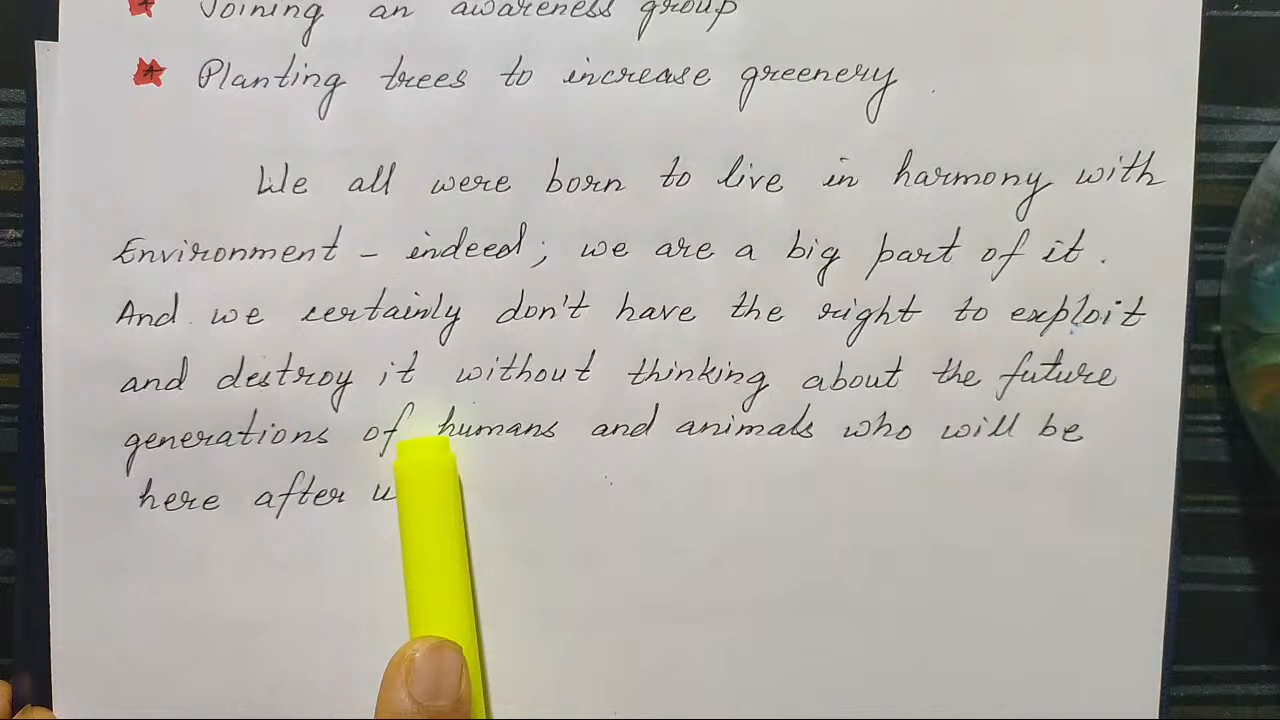 Joining an awareness group
Planting trees to increase greenery.
We all were born to live in harmony with
Environment - indeed; we are a big part of it.
And we certainly don't have the right to exploit
and destroy it without thinking about the future
generations of humans and animals who will be
here after